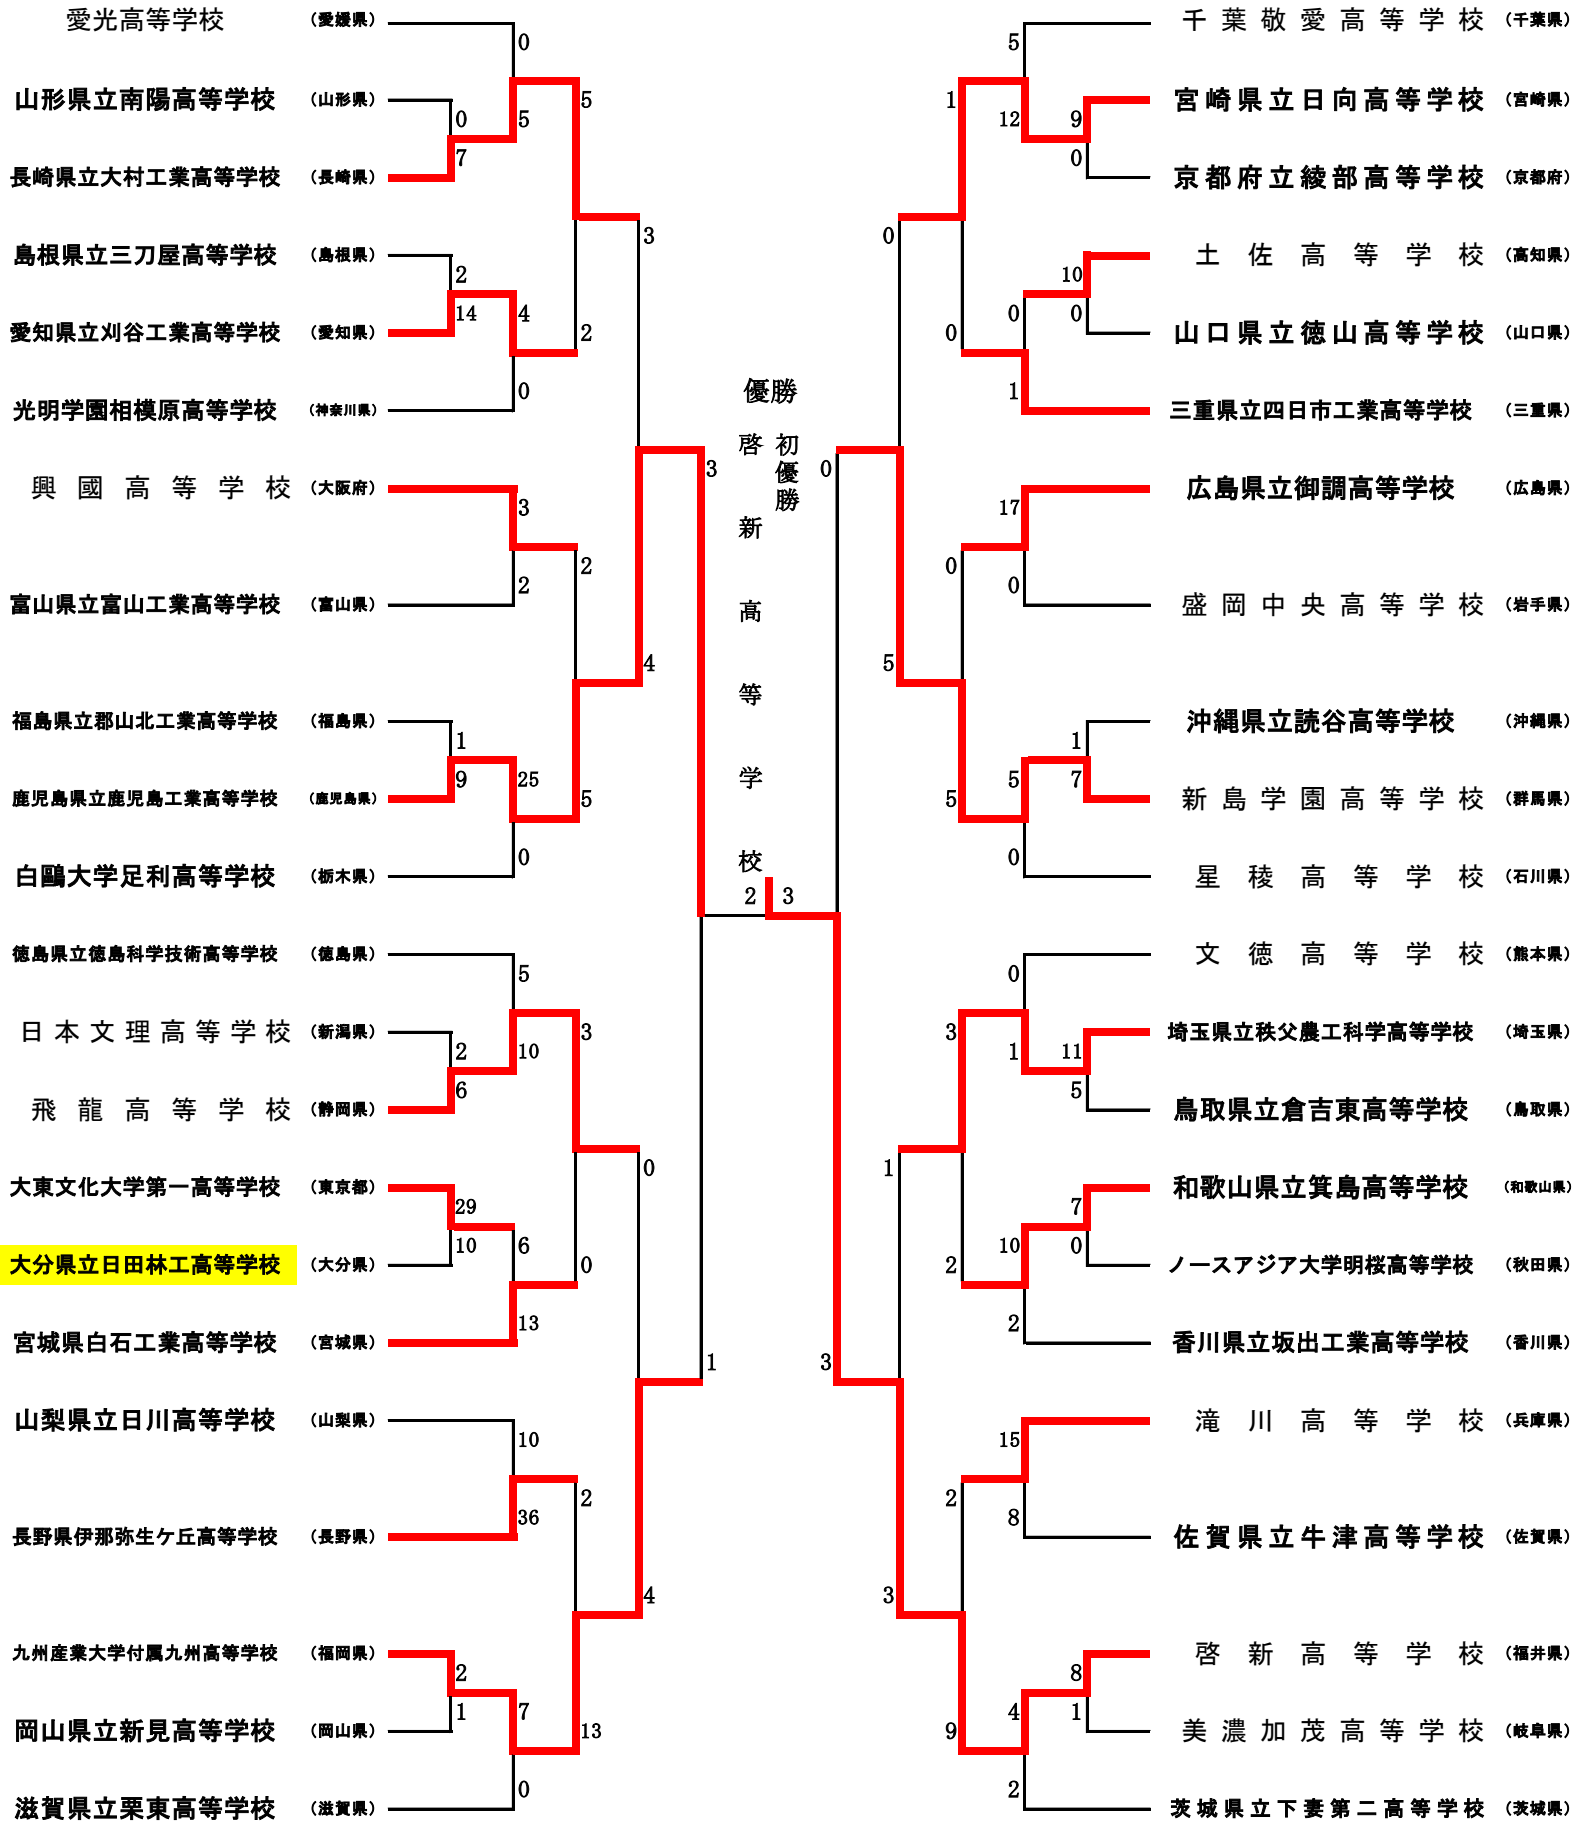 愛光高等学校 （愛媛県） 0
山形県立南陽高等学校 （山形県） 0 5 5
長崎県立大村工業高等学校 （長崎県） 7
3
島根県立三刀屋高等学校 （島根県） 2
愛知県立刈谷工業高等学校 （愛知県） 14 4 2
光明学園相模原高等学校 （神奈川県） 0
3
興國高等学校 （大阪府） 3
富山県立富山工業高等学校 （富山県） 2 2
4
福島県立郡山北工業高等学校 （福島県） 1
鹿児島県立鹿児島工業高等学校 （鹿児島県） 9 25 5
白鷗大学足利高等学校 （栃木県） 0
徳島県立徳島科学技術高等学校 （徳島県） 5
日本文理高等学校 （新潟県） 2 10 3
飛龍高等学校 （静岡県） 6
0
大東文化大学第一高等学校 （東京都） 29
大分県立日田林工高等学校 （大分県） 10 6 0
宮城県白石工業高等学校 （宮城県） 13
1
山梨県立日川高等学校 （山梨県） 10
長野県伊那弥生ケ丘高等学校 （長野県） 36 2
4
九州産業大学付属九州高等学校 （福岡県） 2
岡山県立新見高等学校 （岡山県） 1 7 13
滋賀県立栗東高等学校 （滋賀県） 0
優勝
初優勝
啓新高等学校
2 3
5 千葉敬愛高等学校 （千葉県）
1 12 9 宮崎県立日向高等学校 （宮崎県）
0 京都府立綾部高等学校 （京都府）
0
10 土佐高等学校 （高知県）
0 0 0 山口県立徳山高等学校 （山口県）
1 三重県立四日市工業高等学校 （三重県）
0
17 広島県立御調高等学校 （広島県）
0 0 盛岡中央高等学校 （岩手県）
5
1 沖縄県立読谷高等学校 （沖縄県）
5 5 7 新島学園高等学校 （群馬県）
0 星稜高等学校 （石川県）
0 文徳高等学校 （熊本県）
3 1 11 埼玉県立秩父農工科学高等学校 （埼玉県）
5 鳥取県立倉吉東高等学校 （鳥取県）
1
7 和歌山県立箕島高等学校 （和歌山県）
2 10 0 ノースアジア大学明桜高等学校 （秋田県）
2 香川県立坂出工業高等学校 （香川県）
3
15 滝川高等学校 （兵庫県）
2 8 佐賀県立牛津高等学校 （佐賀県）
3
8 啓新高等学校 （福井県）
9 4 1 美濃加茂高等学校 （岐阜県）
2 茨城県立下妻第二高等学校 （茨城県）